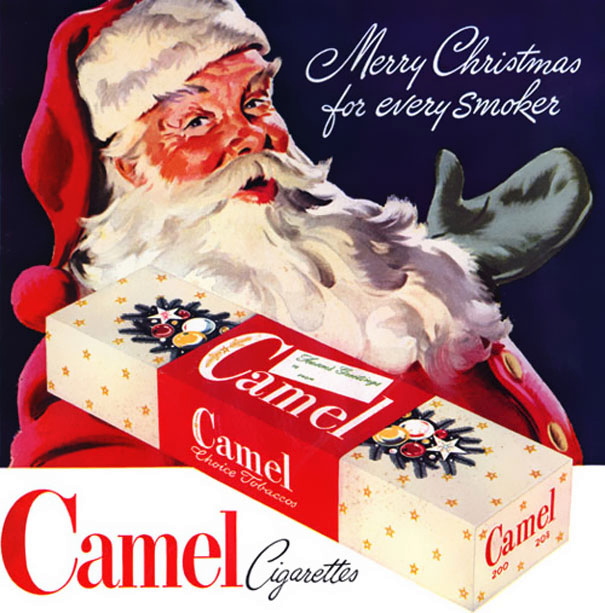 Merry Christmas
for every smoker
Season's Greetings
Camel
Camel
Choice Tobaccos
Camel
200
Camel
Cigarettes